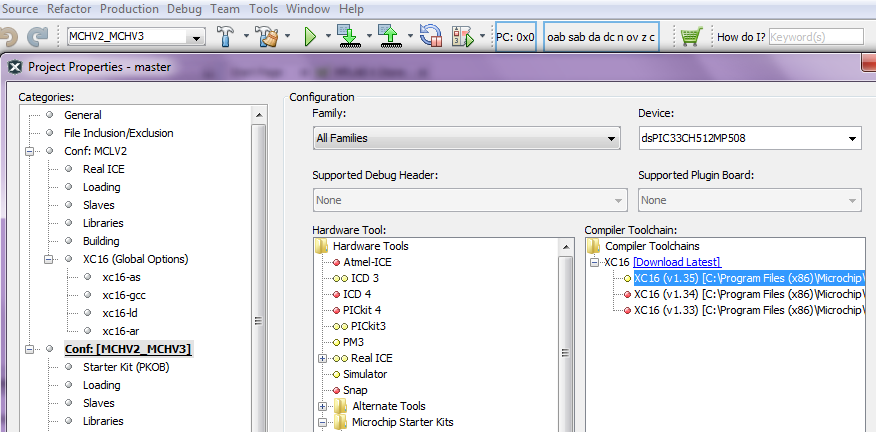 Source Refactor Production Debug Team Tools Window Help
MCHV2_MCHV3 PC: 0x0 oab sab da dc n ov z c How do I? Keyword(s)
Project Properties - master
Categories:
General
File Inclusion/Exclusion
Conf: MCLV2
Real ICE
Loading
Slaves
Libraries
Building
XC16 (Global Options)
xc16-as
xc16-gcc
xc16-ld
xc16-ar
Conf: [MCHV2_MCHV3]
Starter Kit (PKOB)
Loading
Slaves
Libraries
Configuration
Family: Device:
All Families dsPIC33CH512MP508
Supported Debug Header: Supported Plugin Board:
None None
Hardware Tool:
Hardware Tools
Atmel-ICE
ICD 3
ICD 4
PICkit 4
PICkit3
PM3
Real ICE
Simulator
Snap
Alternate Tools
Microchip Starter Kits
Compiler Toolchain:
Compiler Toolchains
XC16 [Download Latest]
XC16 (v1.35) [C:\Program Files (x86)\Microchip\
XC16 (v1.34) [C:\Program Files (x86)\Microchip\
XC16 (v1.33) [C:\Program Files (x86)\Microchip\